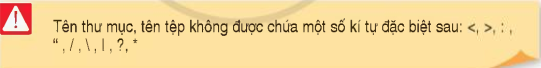 Tên thư mục, tên tệp không được chứa một số kí tự đặc biệt sau: <, >, : ,
“ , / , \ , | , ?, *